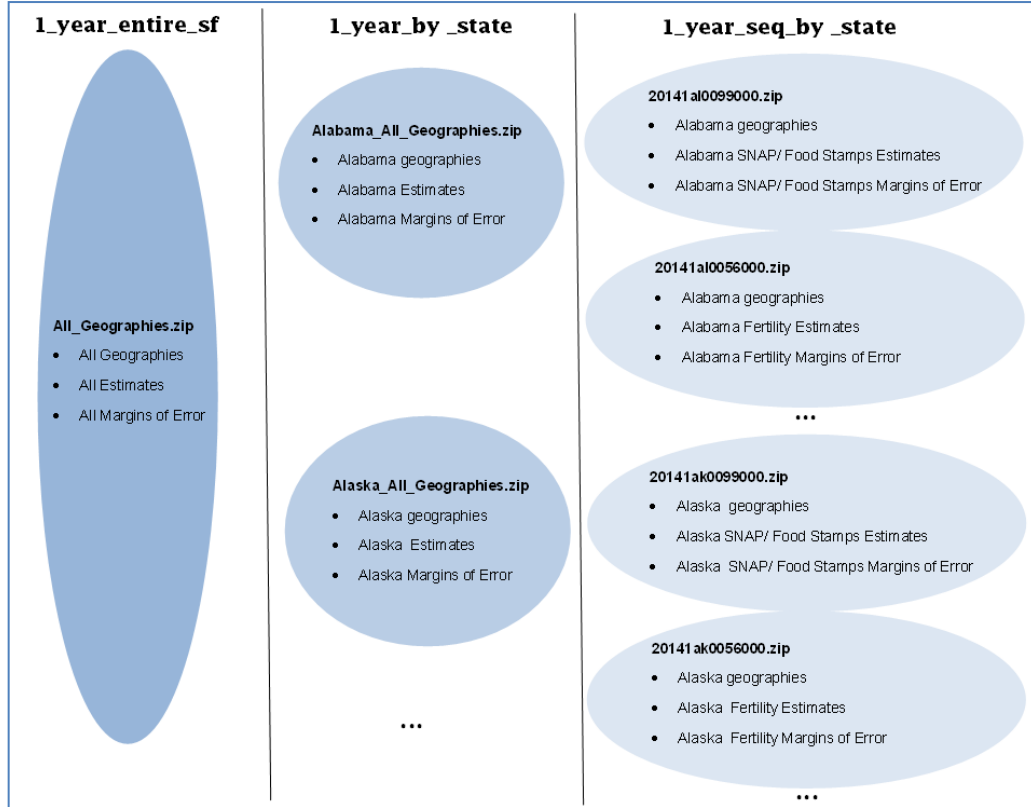 1_year_entire_sf
All_Geographies.zip
• All Geographies
• All Estimates
• All Margins of Error
1_year_by _state
Alabama_All_Geographies.zip
• Alabama geographies
• Alabama Estimates
• Alabama Margins of Error
Alaska_All_Geographies.zip
• Alaska geographies
• Alaska Estimates
• Alaska Margins of Error
...
1_year_seq_by _state
20141al0099000.zip
• Alabama geographies
• Alabama SNAP/ Food Stamps Estimates
• Alabama SNAP/ Food Stamps Margins of Error
20141al0056000.zip
• Alabama geographies
• Alabama Fertility Estimates
• Alabama Fertility Margins of Error
...
20141ak0099000.zip
• Alaska geographies
• Alaska SNAP/ Food Stamps Estimates
• Alaska SNAP/ Food Stamps Margins of Error
20141ak0056000.zip
• Alaska geographies
• Alaska Fertility Estimates
• Alaska Fertility Margins of Error
...